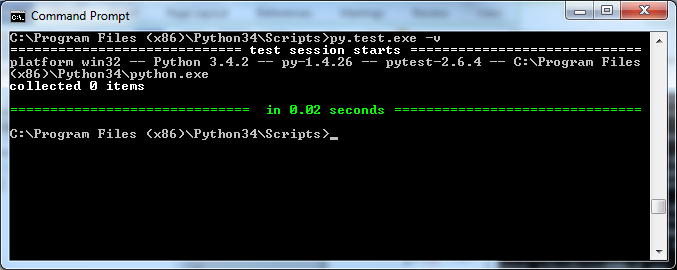 Command Prompt
C:\Program Files (x86)\Python34\Scripts>py.test.exe -v
============================= test session starts =============================
platform win32 -- Python 3.4.2 -- py-1.4.26 -- pytest-2.6.4 -- C:\Program Files
(x86)\Python34\python.exe
collected 0 items
==============================  in 0.02 seconds ===============================
C:\Program Files (x86)\Python34\Scripts>_